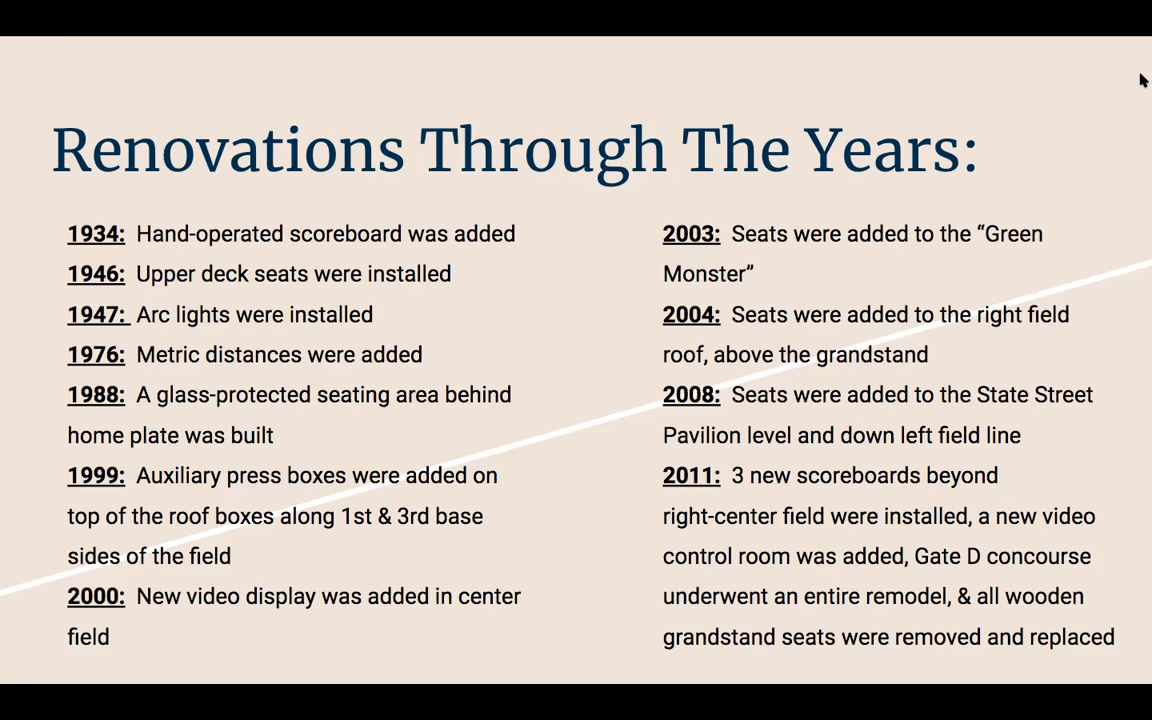 Renovations Through The Years:
1934: Hand-operated scoreboard was added
1946: Upper deck seats were installed
1947: Arc lights were installed
1976: Metric distances were added
1988: A glass-protected seating area behind
home plate was built
1999: Auxiliary press boxes were added on
top of the roof boxes along 1st & 3rd base
sides of the field
2000: New video display was added in center
field
2003: Seats were added to the “Green
Monster”
2004: Seats were added to the right field
roof, above the grandstand
2008: Seats were added to the State Street
Pavilion level and down left field line
2011: 3 new scoreboards beyond
right-center field were installed, a new video
control room was added, Gate D concourse
underwent an entire remodel, & all wooden
grandstand seats were removed and replaced